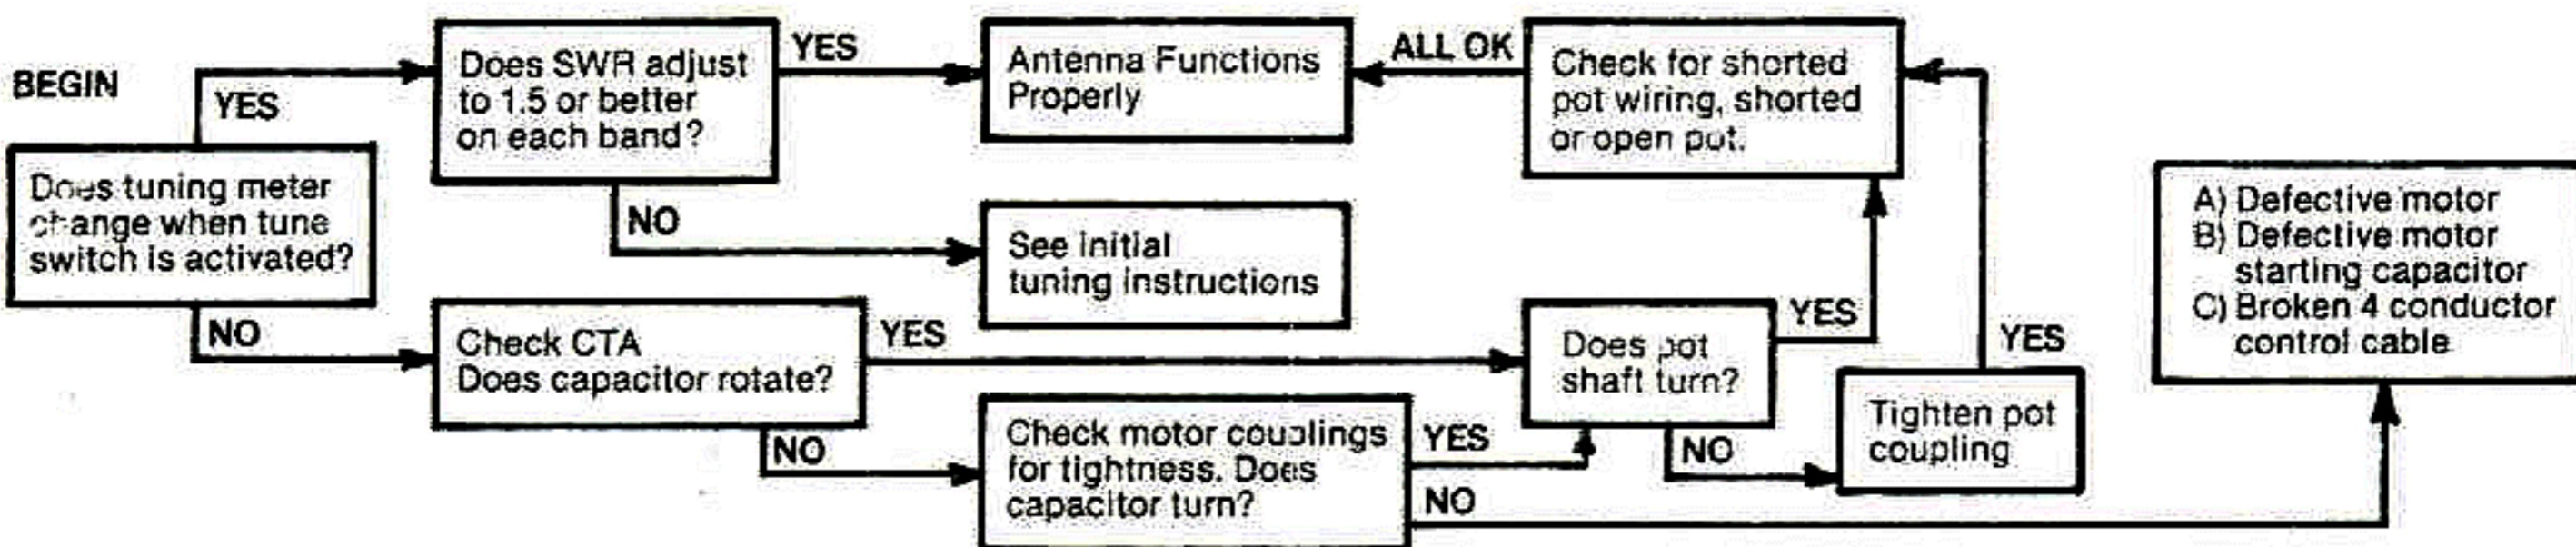 BEGIN
Does tuning meter
change when tune
switch is activated?
YES
NO
Does SWR adjust
to 1.5 or better
on each band?
YES
NO
Antenna Functions
Properly
See initial
tuning instructions
Check CTA
Does capacitor rotate?
YES
NO
Check motor couplings
for tightness. Does
capacitor turn?
YES
NO
Does pot
shaft turn?
YES
NO
Tighten pot
coupling
YES
Check for shorted
pot wiring, shorted
or open pot.
ALL OK
A) Defective motor
B) Defective motor
starting capacitor
C) Broken 4 conductor
control cable